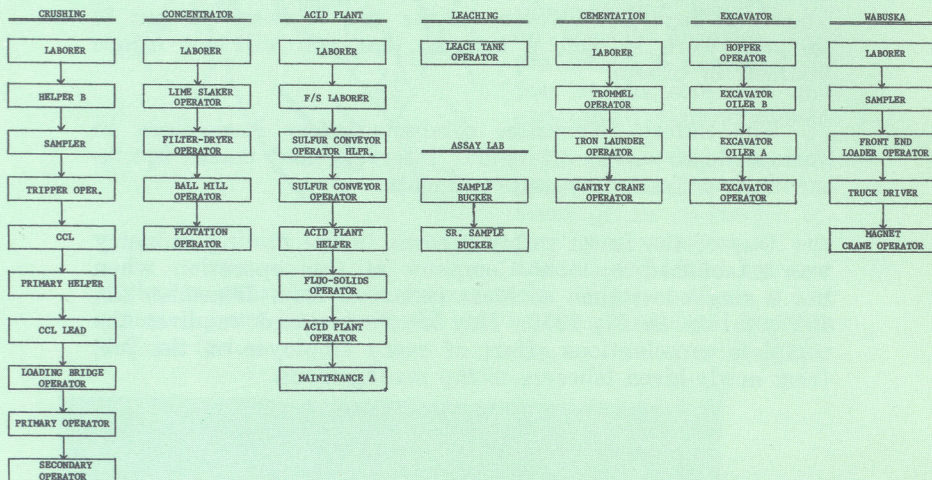 CRUSHING
LABORER
HELPER B
SAMPLER
TRIPPER OPER.
CCL
PRIMARY HELPER
CCL LEAD
LOADING BRIDGE
OPERATOR
PRIMARY OPERATOR
SECONDARY
OPERATOR
CONCENTRATOR
LABORER
LIME SLAKER
OPERATOR
FILTER-DRYER
OPERATOR
BALL MILL
OPERATOR
FLOTATION
OPERATOR
ACID PLANT
LABORER
F/S LABORER
SULFUR CONVEYOR
OPERATOR HLPR.
SULFUR CONVEYOR
OPERATOR
ACID PLANT
HELPER
FLUO-SOLIDS
OPERATOR
ACID PLANT
OPERATOR
MAINTENANCE A
LEACHING
LEACH TANK
OPERATOR
ASSAY LAB
SAMPLE
BUCKER
SR. SAMPLE
BUCKER
CEMENTATION
LABORER
TROMMEL
OPERATOR
IRON LAUNDER
OPERATOR
GANTRY CRANE
OPERATOR
EXCAVATOR
HOPPER
OPERATOR
EXCAVATOR
OILER B
EXCAVATOR
OILER A
EXCAVATOR
OPERATOR
WABUSKA
LABORER
SAMPLER
FRONT END
LOADER OPERATOR
TRUCK DRIVER
MAGNET
CRANE OPERATOR